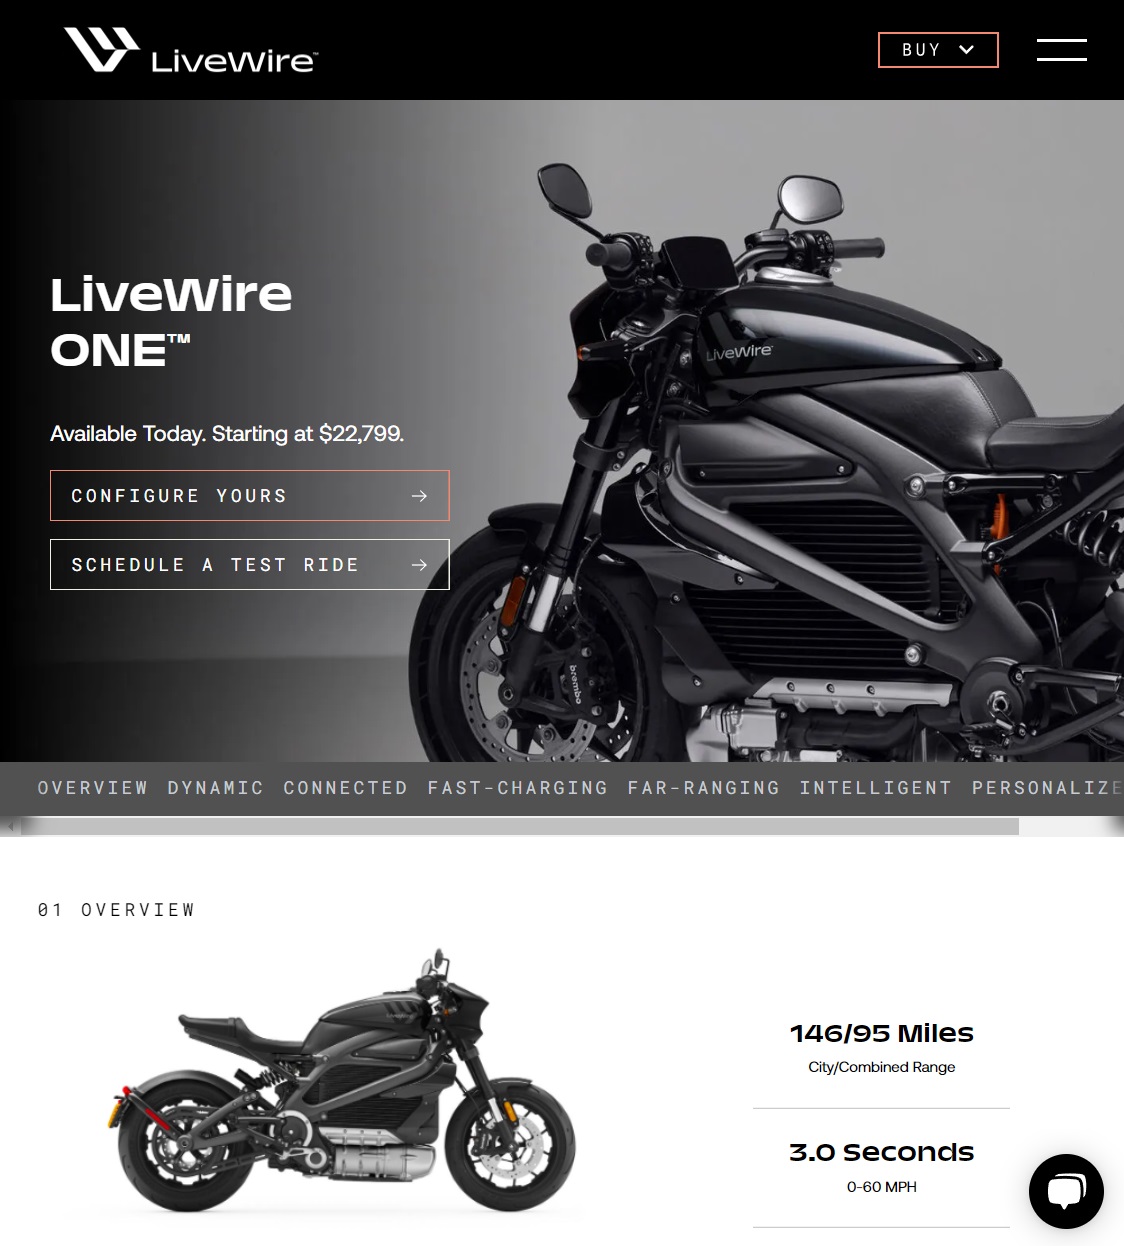 LiveWire™
BUY
LiveWire
ONE™
LiveWire
Available Today. Starting at $22,799.
CONFIGURE YOURS
SCHEDULE A TEST RIDE
brembo
OVERVIEW DYNAMIC CONNECTED FAST-CHARGING FAR-RANGING INTELLIGENT PERSONALIZE
01 OVERVIEW
146/95 Miles
City/Combined Range
3.0 Seconds
0-60 MPH